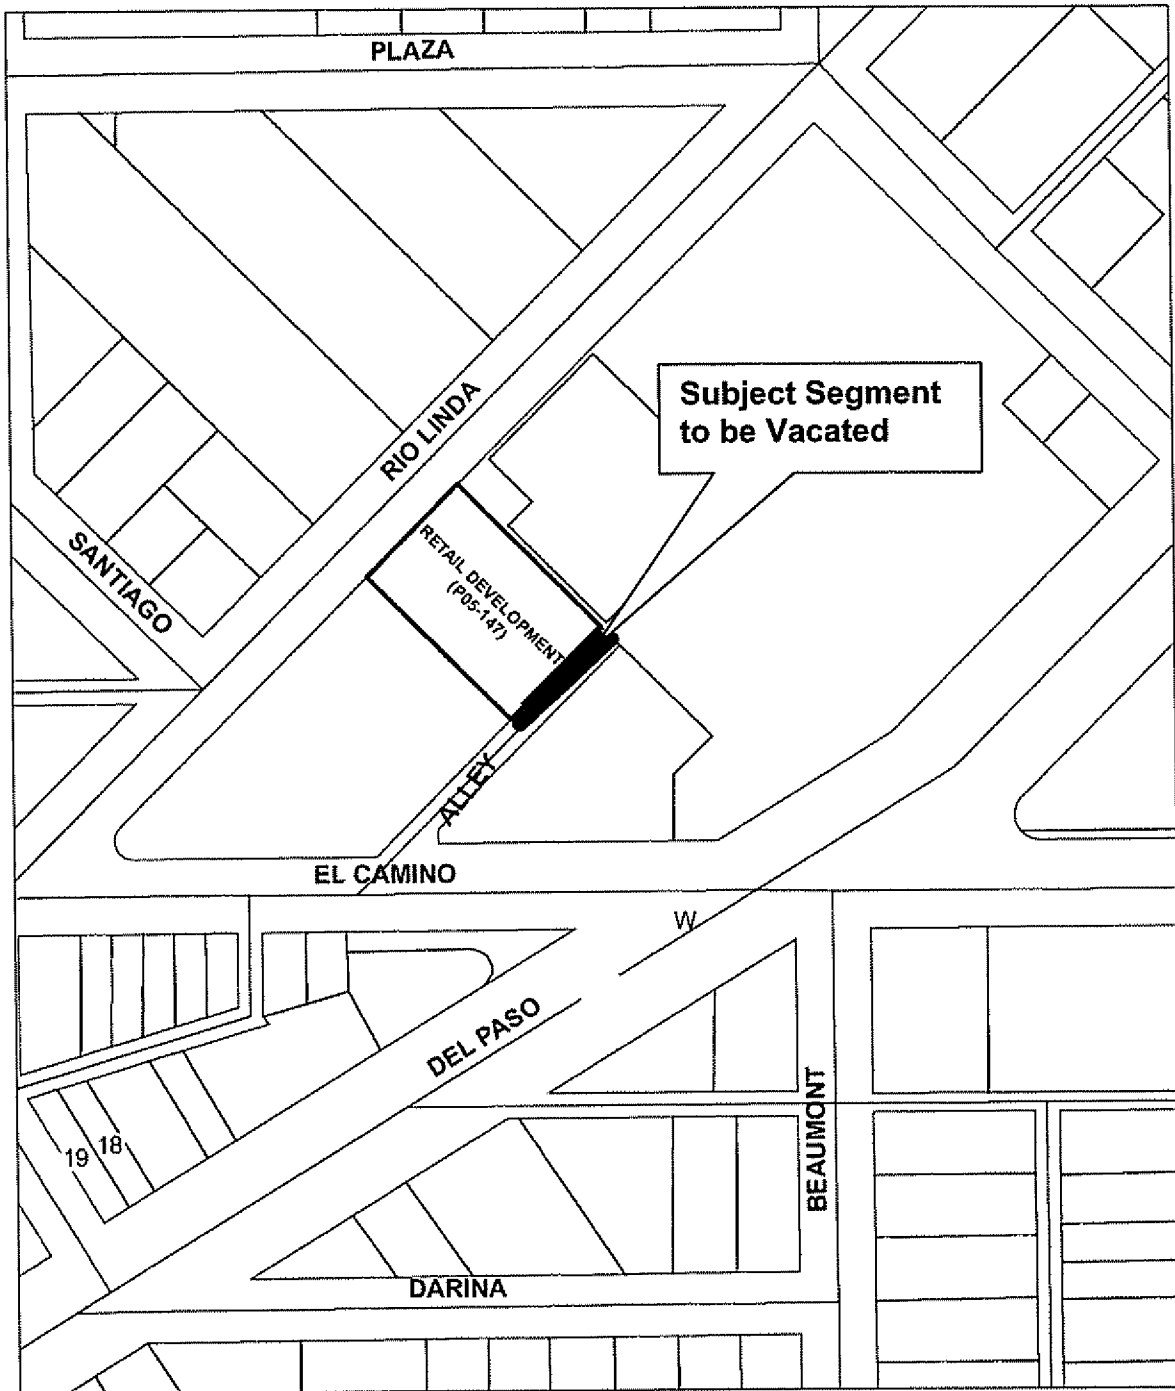 PLAZA
RIO LINDA
Subject Segment
to be Vacated
SANTIAGO
RETAIL DEVELOPMENT
(P05-147)
ALLEY
EL CAMINO
W
DEL PASO
BEAUMONT
19 18
DARINA